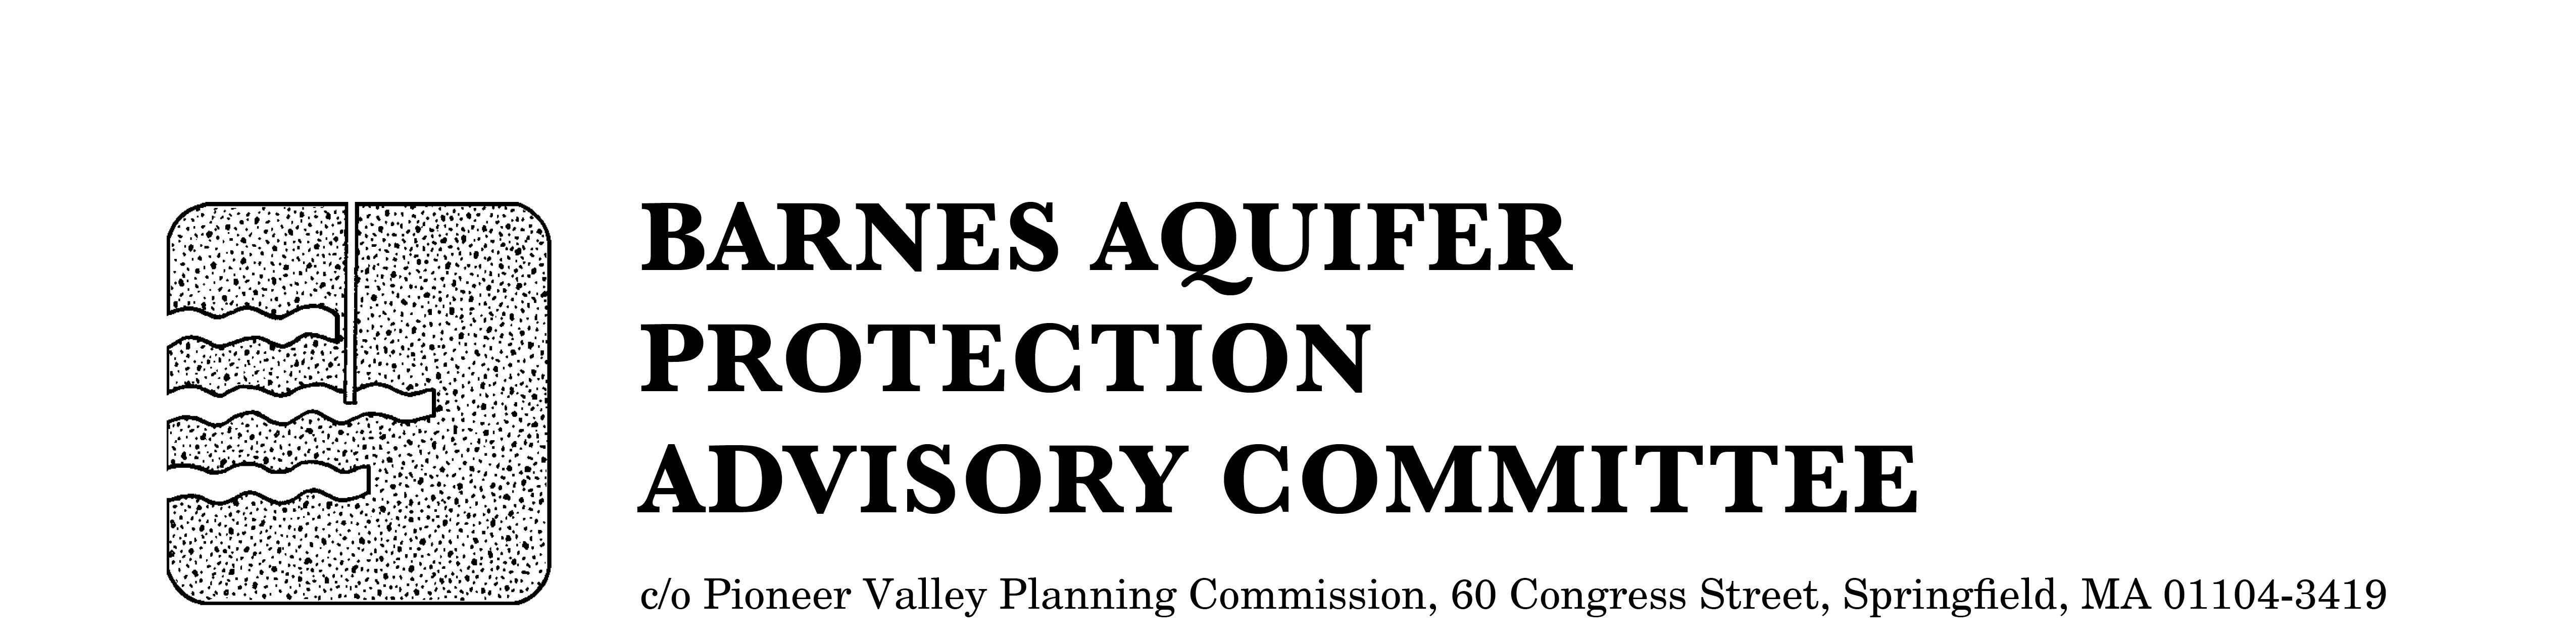 BARNES AQUIFER
PROTECTION
ADVISORY COMMITTEE
c/o Pioneer Valley Planning Commission, 60 Congress Street, Springfield, MA 01104-3419